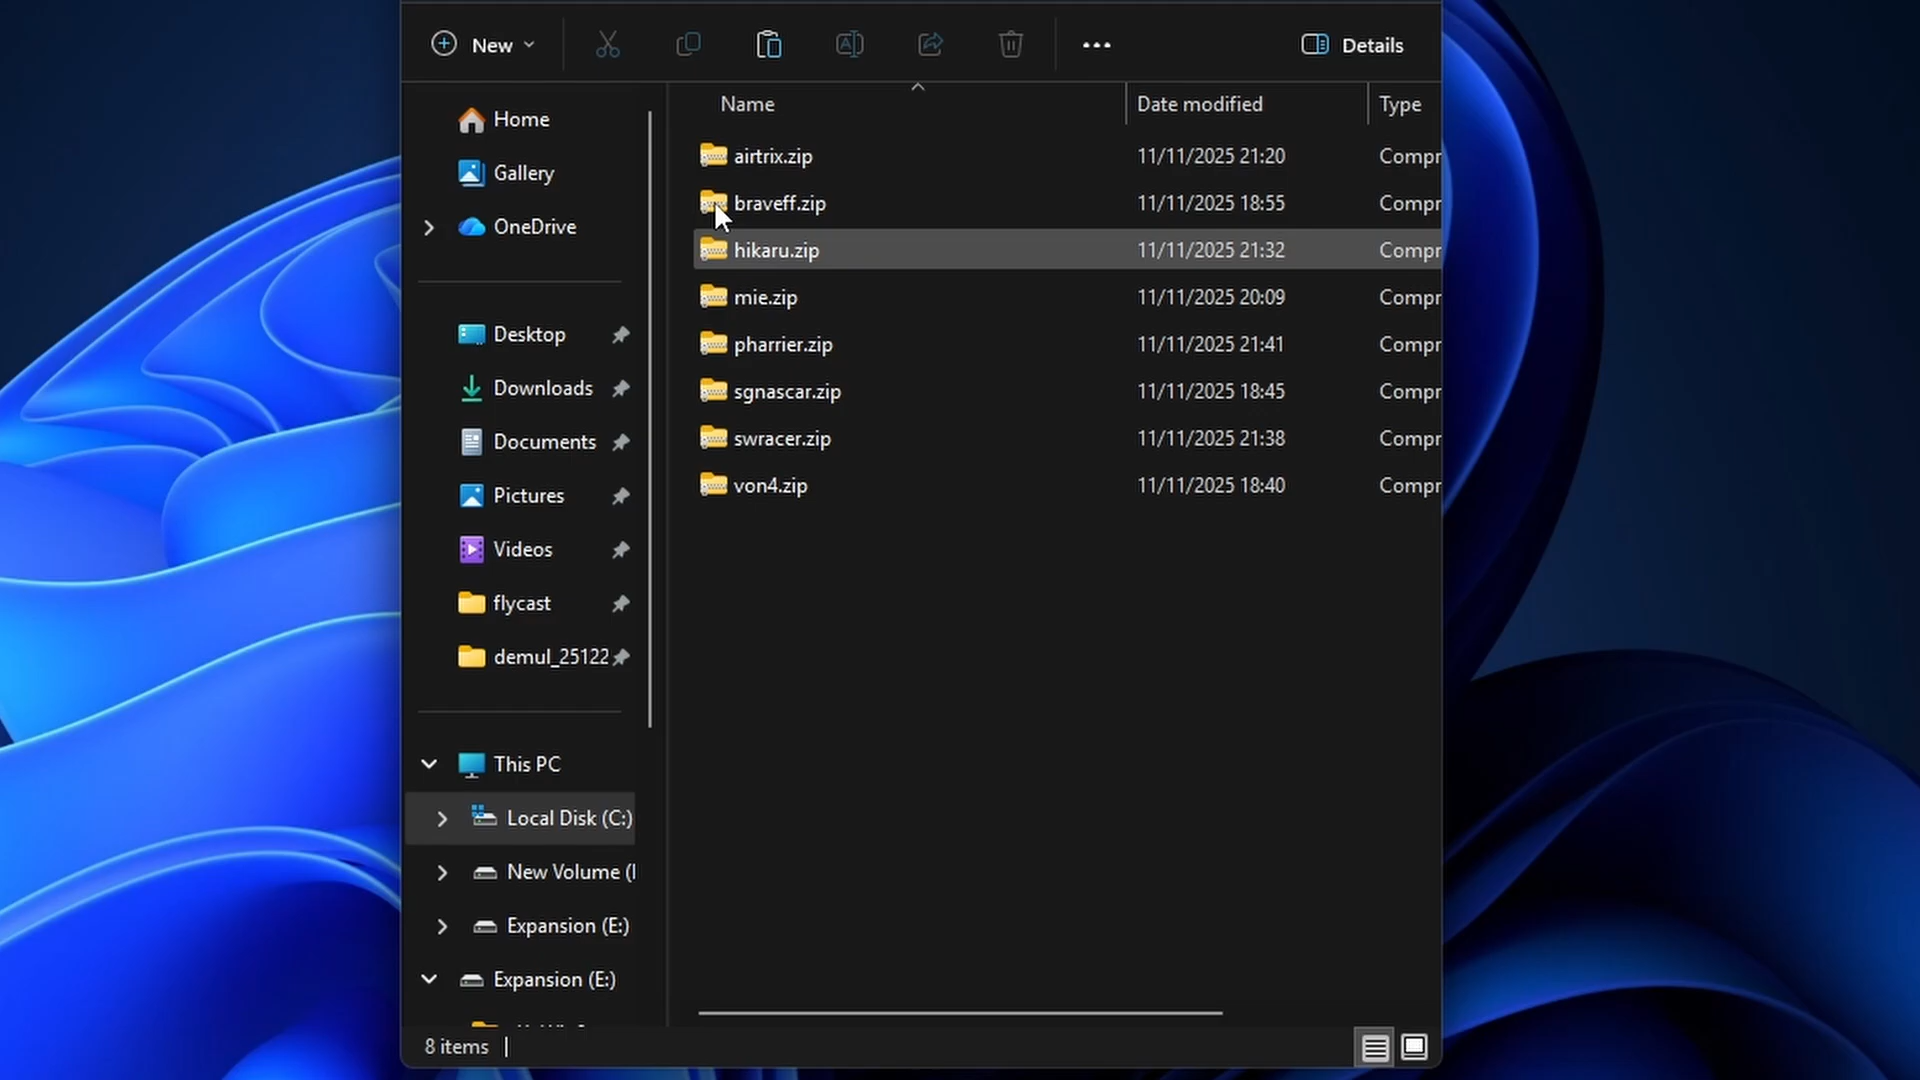 New
Details
Name Date modified Type
Home
Gallery
OneDrive
Desktop
Downloads
Documents
Pictures
Videos
flycast
demul_25122
This PC
Local Disk (C:)
New Volume (
Expansion (E:)
Expansion (E:)
airtrix.zip 11/11/2025 21:20 Compr
braveff.zip 11/11/2025 18:55 Compr
hikaru.zip 11/11/2025 21:32 Compr
mie.zip 11/11/2025 20:09 Compr
pharrier.zip 11/11/2025 21:41 Compr
sgnascar.zip 11/11/2025 18:45 Compr
swracer.zip 11/11/2025 21:38 Compr
von4.zip 11/11/2025 18:40 Compr
8 items